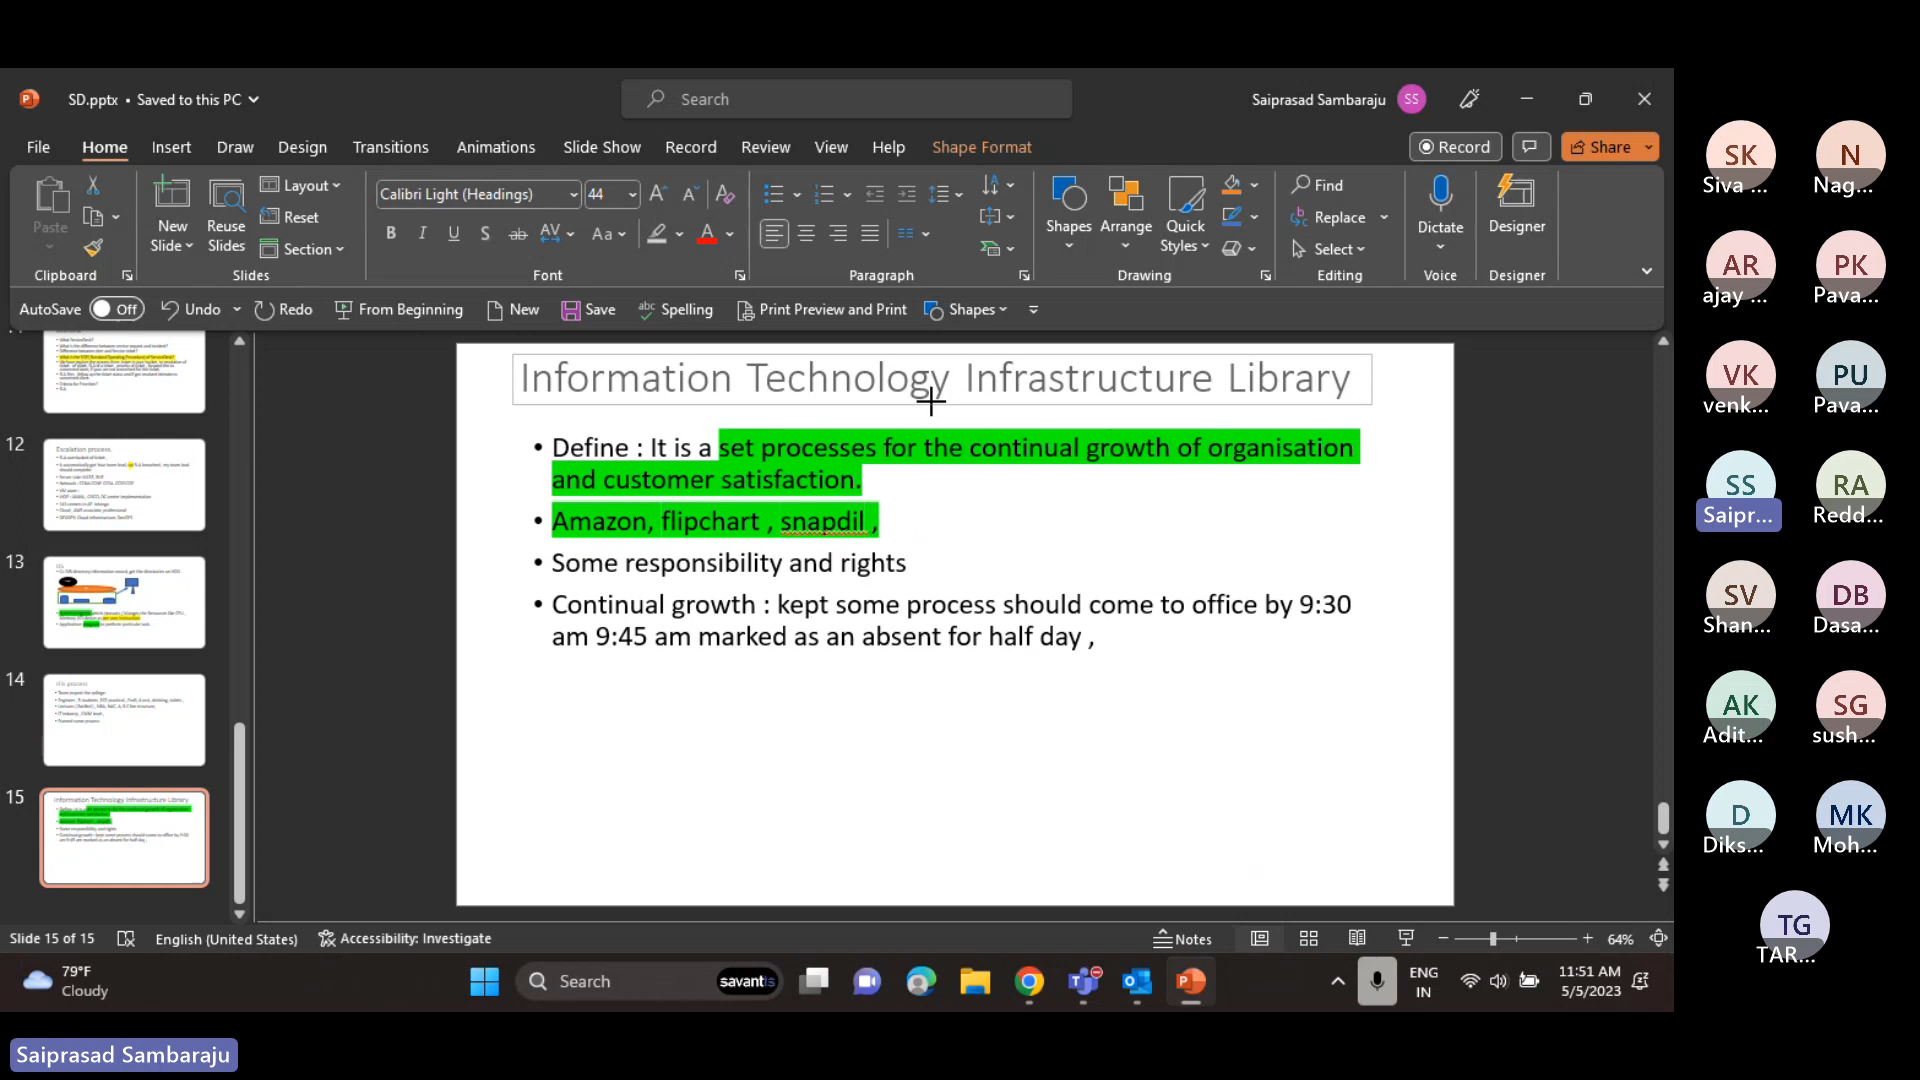 SD.pptx • Saved to this PC
Search
Saiprasad Sambaraju SS
File Home Insert Draw Design Transitions Animations Slide Show Record Review View Help Shape Format
Record
Share
Paste
New Slide
Reuse Slides
Layout
Reset
Section
Calibri Light (Headings) 44
Shapes
Arrange
Quick Styles
Find
Replace
Select
Dictate
Designer
Clipboard Slides Font Paragraph Drawing Editing Voice Designer
AutoSave Off Undo Redo From Beginning New Save Spelling Print Preview and Print Shapes
12
Escalation process
13
14
15
Information Technology Infrastructure Library
Information Technology Infrastructure Library
• Define : It is a set processes for the continual growth of organisation
and customer satisfaction.
• Amazon, flipchart , snapdil ,
• Some responsibility and rights
• Continual growth : kept some process should come to office by 9:30
am 9:45 am marked as an absent for half day ,
Slide 15 of 15 English (United States) Accessibility: Investigate Notes 64%
79°F
Cloudy
Search savantis
ENG
IN
11:51 AM
5/5/2023
Saiprasad Sambaraju
SK N
Siva ... Nag...
AR PK
ajay ... Pava...
VK PU
venk... Pava...
SS RA
Saipr... Redd...
SV DB
Shan... Dasa...
AK SG
Adit... sush...
D MK
Diks... Moh...
TG
TAR...